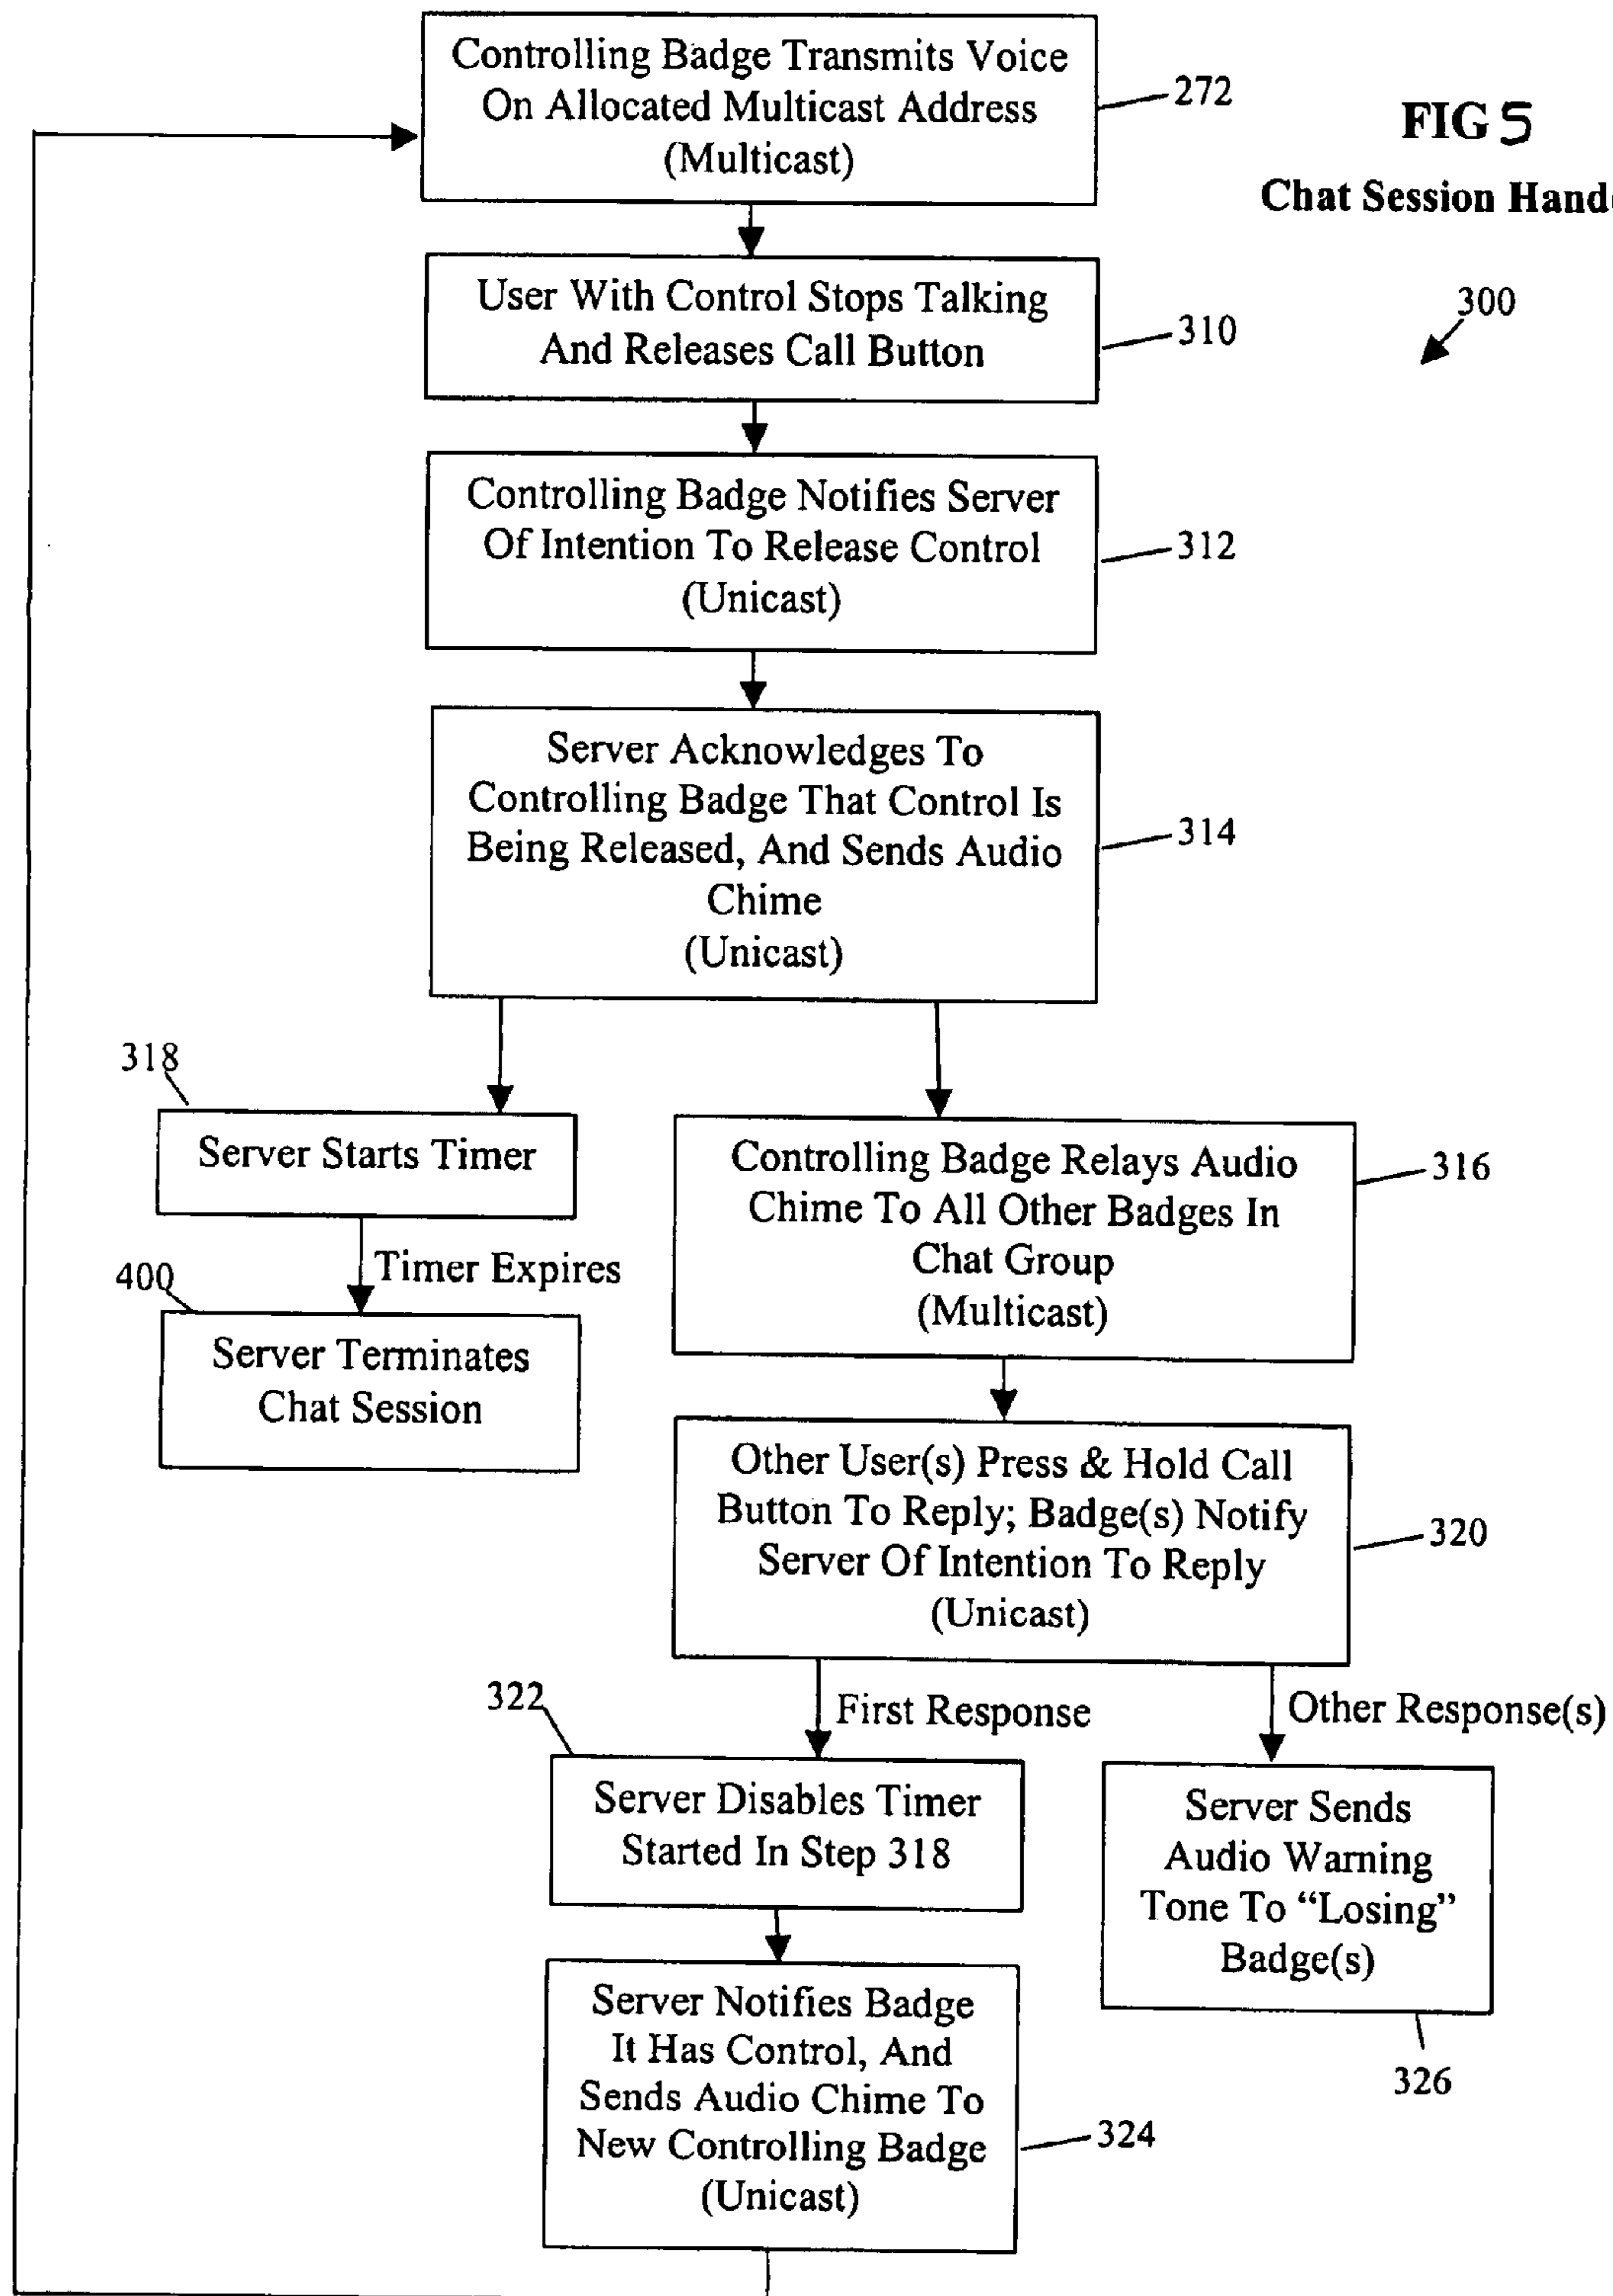 Controlling Badge Transmits Voice
On Allocated Multicast Address
(Multicast)
272
FIG 5
Chat Session
300
User With Control Stops Talking
And Releases Call Button
310
Controlling Badge Notifies Server
Of Intention To Release Control
(Unicast)
312
Server Acknowledges To
Controlling Badge That Control Is
Being Released, And Sends Audio
Chime
(Unicast)
314
318
Server Starts Timer
Timer Expires
400
Server Terminates
Chat Session
Controlling Badge Relays Audio
Chime To All Other Badges In
Chat Group
(Multicast)
316
Other User(s) Press & Hold Call
Button To Reply; Badge(s) Notify
Server Of Intention To Reply
(Unicast)
320
322
First Response
Other Response(s)
Server Disables Timer
Started In Step 318
Server Sends
Audio Warning
Tone To “Losing”
Badge(s)
326
Server Notifies Badge
It Has Control, And
Sends Audio Chime To
New Controlling Badge
(Unicast)
324